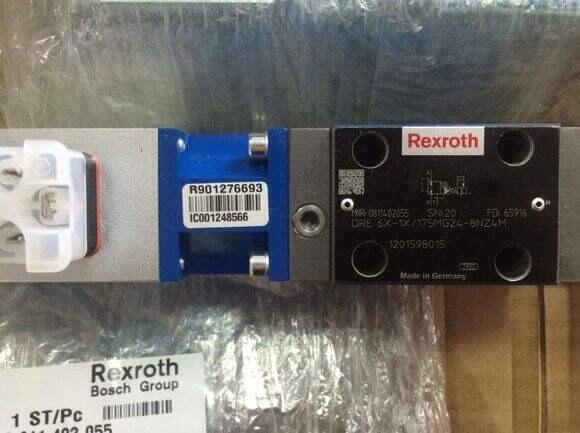 Rexroth
R901276693
IC001248566
MNR: 0811402055 SN: 20 FD: 65916
DRE 6X-1X/175MG24-8NZ4M
1201598015
Made in Germany
Rexroth
Bosch Group
1 ST/Pc